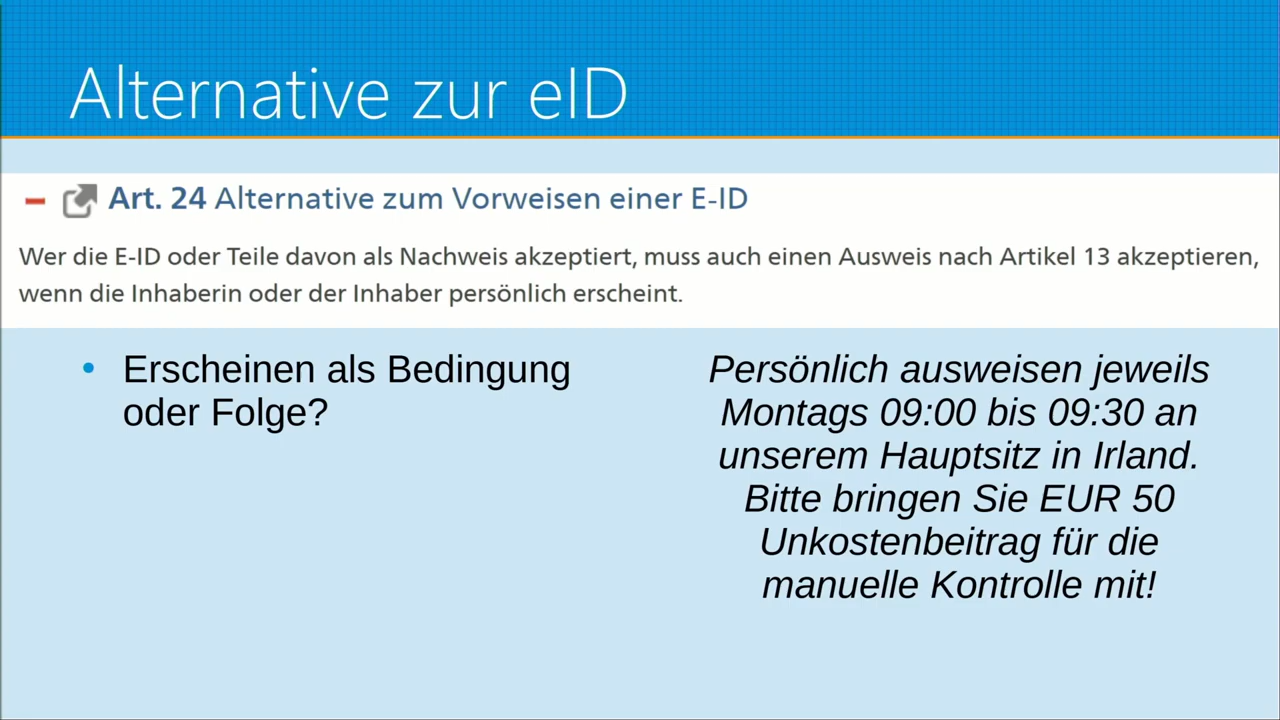 Alternative zur eID
Art. 24 Alternative zum Vorweisen einer E-ID
Wer die E-ID oder Teile davon als Nachweis akzeptiert, muss auch einen Ausweis nach Artikel 13 akzeptieren,
wenn die Inhaberin oder der Inhaber persönlich erscheint.
• Erscheinen als Bedingung
oder Folge?
Persönlich ausweisen jeweils
Montags 09:00 bis 09:30 an
unserem Hauptsitz in Irland.
Bitte bringen Sie EUR 50
Unkostenbeitrag für die
manuelle Kontrolle mit!